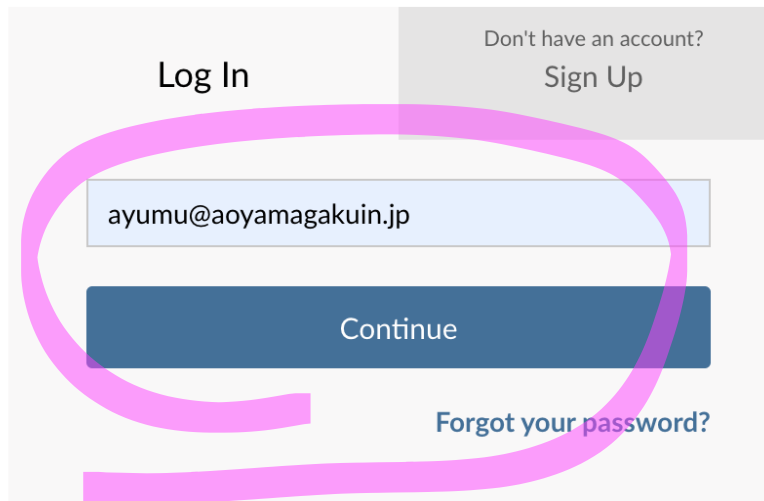 Log In
Don't have an account?
Sign Up
ayumu@aoyamagakuin.jp
Continue
Forgot your password?